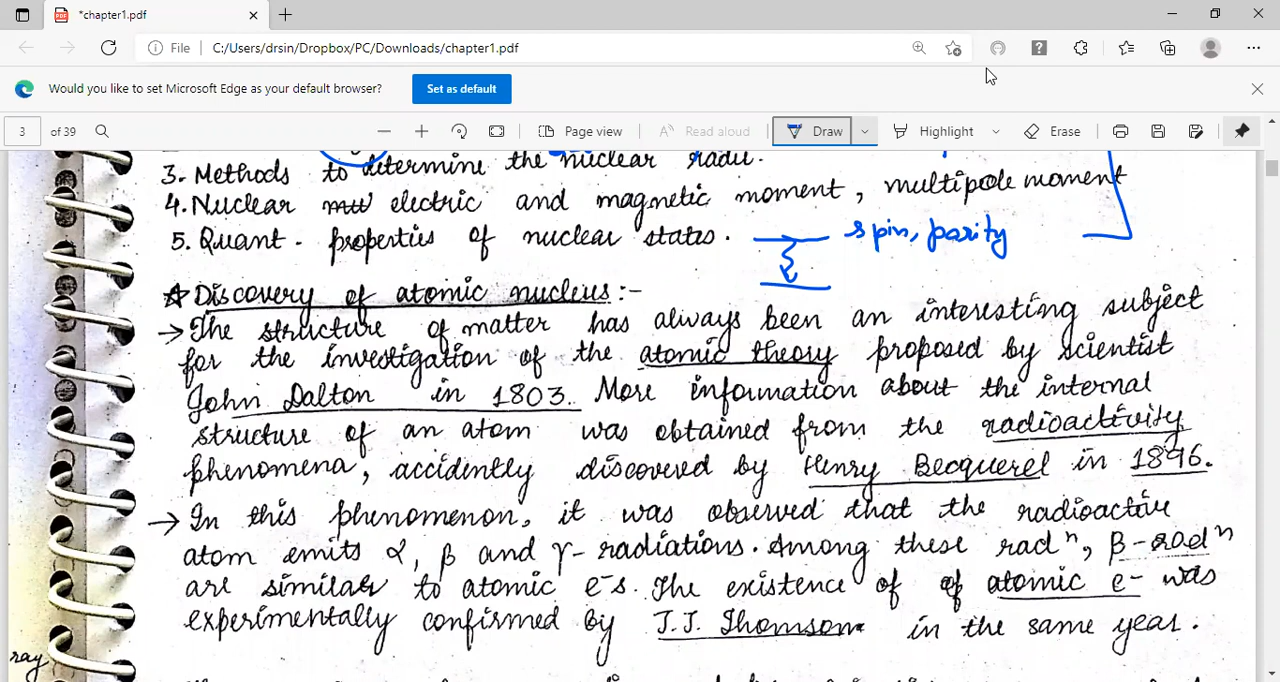 *chapter1.pdf
File C:/Users/drsin/Dropbox/PC/Downloads/chapter1.pdf
Would you like to set Microsoft Edge as your default browser? Set as default
3 of 39 Page view Read aloud Draw Highlight Erase
3. Methods to determine the nuclear radii.
4. Nuclear electric and magnetic moment, multipole moment
5. Quant. properties of nuclear states. spin, parity
Discovery of atomic nucleus:-
→ The structure of matter has always been an interesting subject
for the investigation of the atomic theory proposed by scientist
John Dalton in 1803. More information about the internal
structure of an atom was obtained from the radioactivity
phenomena, accidently discovered by Henry Becquerel in 1896.
→ In this phenomenon, it was observed that the radioactive
atom emits α, β and γ-radiations. Among these radⁿ, β-radⁿ
are similar to atomic e⁻s. The existence of of atomic e- was
experimentally confirmed by J.J. Thomson in the same year.
ray